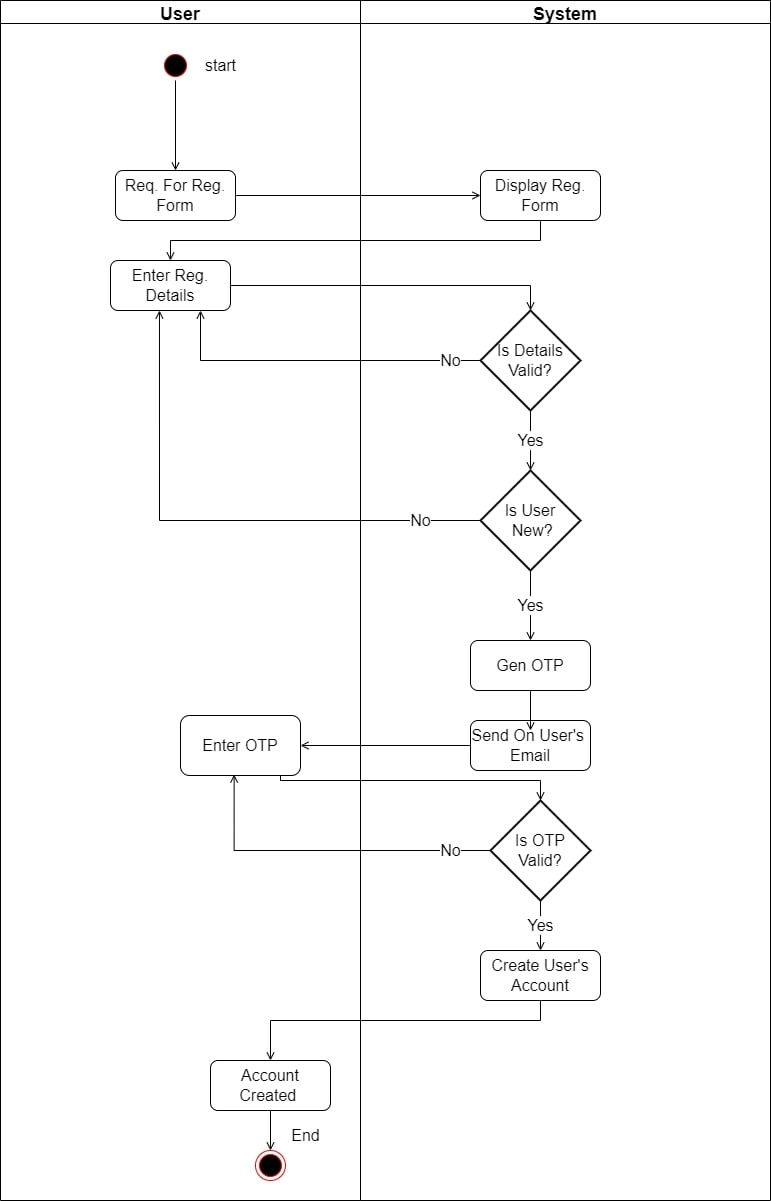 User
System
start
Req. For Reg.
Form
Display Reg.
Form
Enter Reg.
Details
Is Details
Valid?
No
Yes
Is User
New?
No
Yes
Gen OTP
Send On User's
Email
Enter OTP
Is OTP
Valid?
No
Yes
Create User's
Account
Account
Created
End